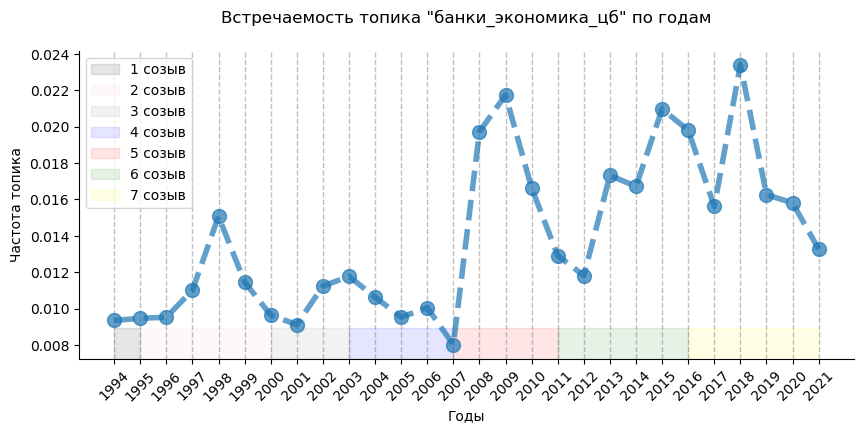 Встречаемость топика "банки_экономика_цб" по годам
0.024
0.022
0.020
0.018
0.016
0.014
0.012
0.010
0.008
Частота топика
1 созыв
2 созыв
3 созыв
4 созыв
5 созыв
6 созыв
7 созыв
1994 1995 1996 1997 1998 1999 2000 2001 2002 2003 2004 2005 2006 2007 2008 2009 2010 2011 2012 2013 2014 2015 2016 2017 2018 2019 2020 2021
Годы